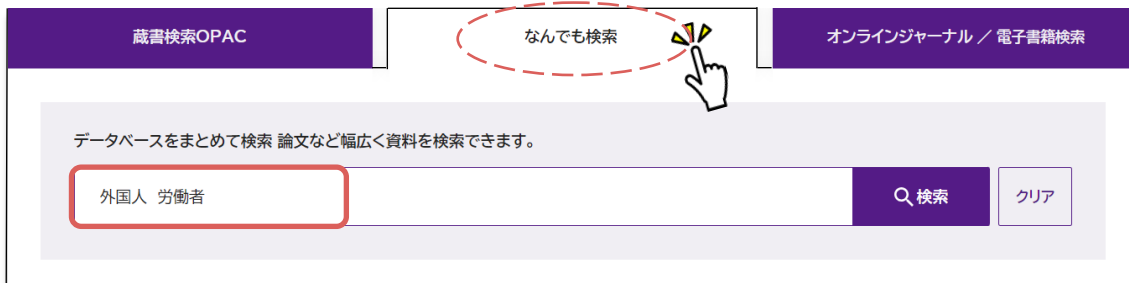 蔵書検索OPAC
なんでも検索
オンラインジャーナル ／ 電子書籍検索
データベースをまとめて検索 論文など幅広く資料を検索できます。
外国人 労働者
検索
クリア